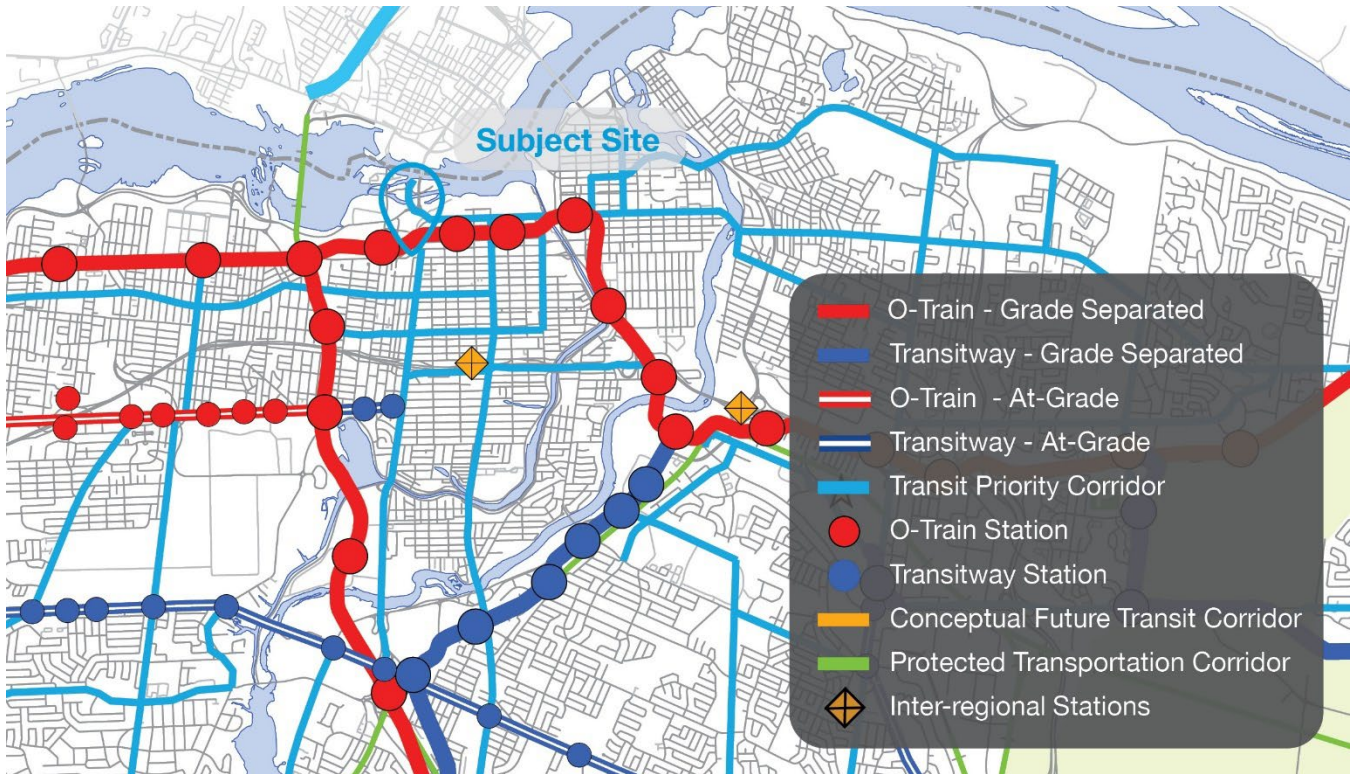 Subject Site
O-Train - Grade Separated
Transitway - Grade Separated
O-Train - At-Grade
Transitway - At-Grade
Transit Priority Corridor
O-Train Station
Transitway Station
Conceptual Future Transit Corridor
Protected Transportation Corridor
Inter-regional Stations